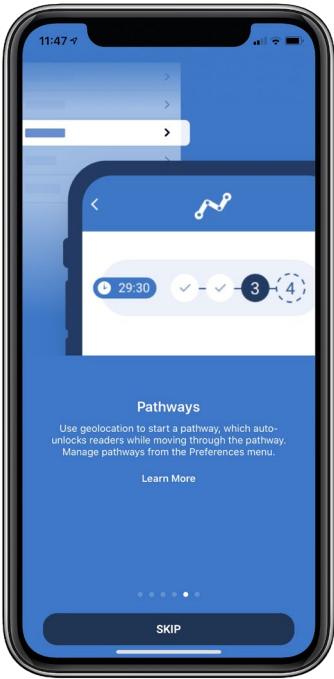 11:47
29:30
3
4
Pathways
Use geolocation to start a pathway, which auto-
unlocks readers while moving through the pathway.
Manage pathways from the Preferences menu.
Learn More
SKIP